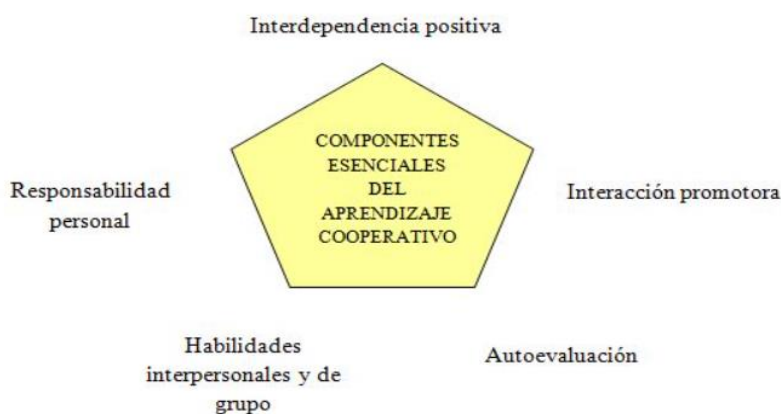 Interdependencia positiva
COMPONENTES
ESENCIALES
DEL
APRENDIZAJE
COOPERATIVO
Responsabilidad
personal
Interacción promotora
Habilidades
interpersonales y de
grupo
Autoevaluación